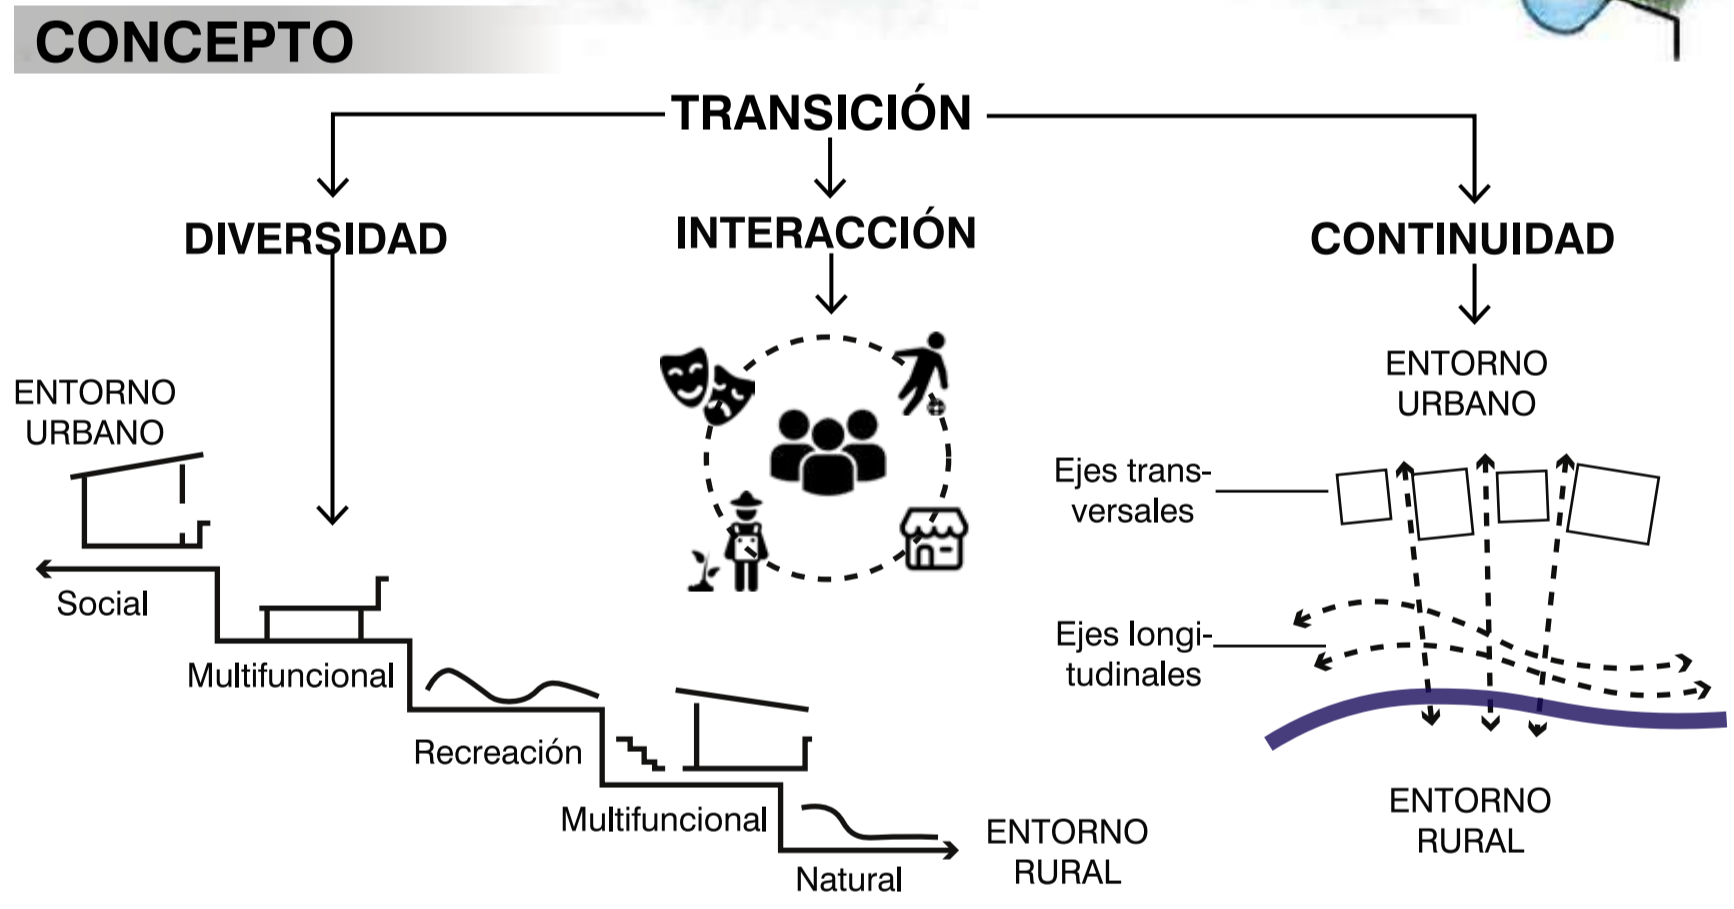 CONCEPTO
TRANSICIÓN
DIVERSIDAD
INTERACCIÓN
CONTINUIDAD
ENTORNO
URBANO
Social
Multifuncional
Recreación
Multifuncional
Natural
ENTORNO
RURAL
ENTORNO
URBANO
Ejes trans-
versales
Ejes longi-
tudinales
ENTORNO
RURAL